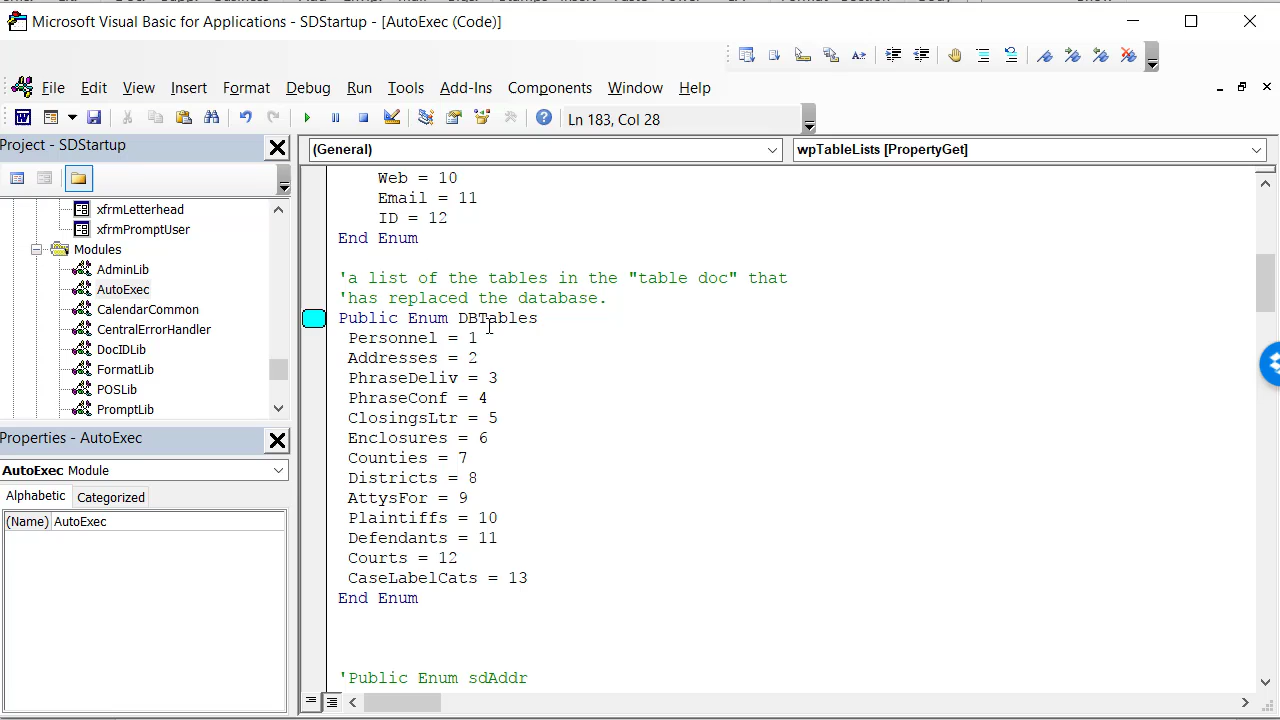 Microsoft Visual Basic for Applications - SDStartup - [AutoExec (Code)]
File Edit View Insert Format Debug Run Tools Add-Ins Components Window Help
Ln 183, Col 28
Project - SDStartup
(General)
wpTableLists [PropertyGet]
xfrmLetterhead
xfrmPromptUser
Modules
AdminLib
AutoExec
CalendarCommon
CentralErrorHandler
DocIDLib
FormatLib
POSLib
PromptLib
Properties - AutoExec
AutoExec Module
Alphabetic Categorized
(Name) AutoExec
Web = 10
Email = 11
ID = 12
End Enum
'a list of the tables in the "table doc" that
'has replaced the database.
Public Enum DBTables
Personnel = 1
Addresses = 2
PhraseDeliv = 3
PhraseConf = 4
ClosingsLtr = 5
Enclosures = 6
Counties = 7
Districts = 8
AttysFor = 9
Plaintiffs = 10
Defendants = 11
Courts = 12
CaseLabelCats = 13
End Enum
'Public Enum sdAddr